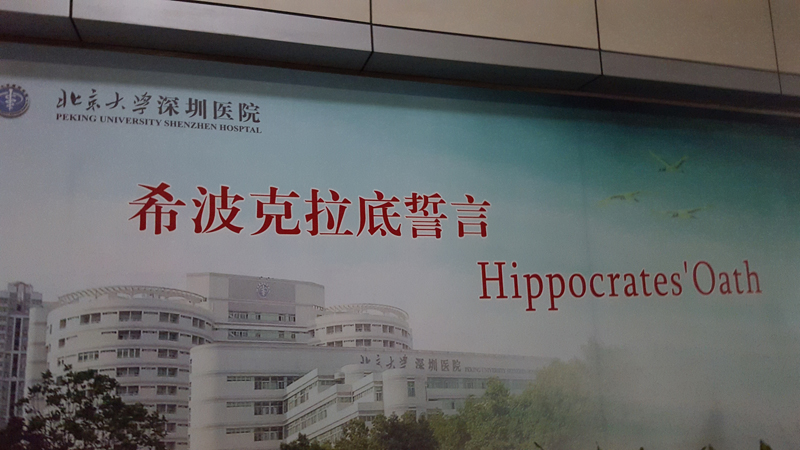 北京大学深圳医院
PEKING UNIVERSITY SHENZHEN HOSPTAL
希波克拉底誓言
Hippocrates'Oath
北京大学深圳医院